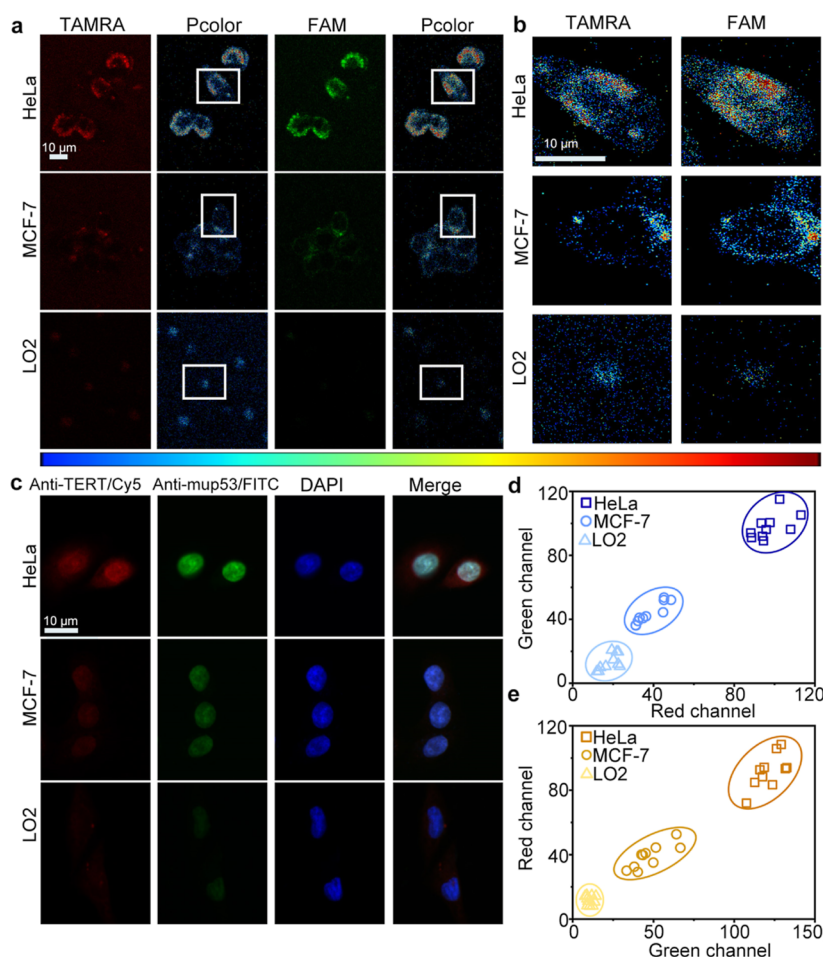 a
TAMRA Pcolor FAM Pcolor
HeLa
10 μm
MCF-7
LO2
b
TAMRA FAM
HeLa
10 μm
MCF-7
LO2
c
Anti-TERT/Cy5 Anti-mup53/FITC DAPI Merge
HeLa
10 μm
MCF-7
LO2
d
120
80
40
0
Green channel
HeLa
MCF-7
LO2
0 40 80 120
Red channel
e
120
80
40
0
Red channel
HeLa
MCF-7
LO2
0 50 100 150
Green channel